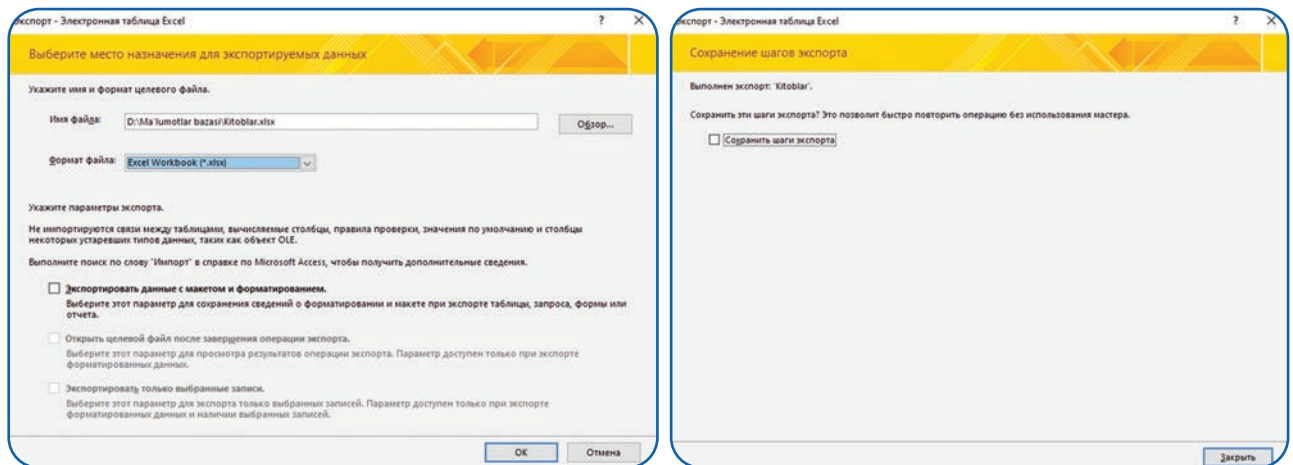 Экспорт - Электронная таблица Excel
Выберите место назначения для экспортируемых данных
Укажите имя и формат целевого файла.
Имя файла: D:\Ma'lumotlar bazasi\Kitoblar.xlsx Обзор...
Формат файла: Excel Workbook (*.xlsx)
Укажите параметры экспорта.
Не импортируются связи между таблицами, вычисляемые столбцы, правила проверки, значения по умолчанию и столбцы
некоторых устаревших типов данных, таких как объект OLE.
Выполните поиск по слову "Импорт" в справке по Microsoft Access, чтобы получить дополнительные сведения.
Экспортировать данные с макетом и форматированием.
Выберите этот параметр для сохранения сведений о форматировании и макете при экспорте таблицы, запроса, формы или
отчета.
Открыть целевой файл после завершения операции экспорта.
Выберите этот параметр для просмотра результатов операции экспорта. Параметр доступен только при экспорте
форматированных данных.
Экспортировать только выбранные записи.
Выберите этот параметр для экспорта только выбранных записей. Параметр доступен только при экспорте
форматированных данных и наличии выбранных записей.
ОК Отмена
Экспорт - Электронная таблица Excel
Сохранение шагов экспорта
Выполнен экспорт: 'Kitoblar'.
Сохранить эти шаги экспорта? Это позволит быстро повторить операцию без использования мастера.
Сохранить шаги экспорта
Закрыть